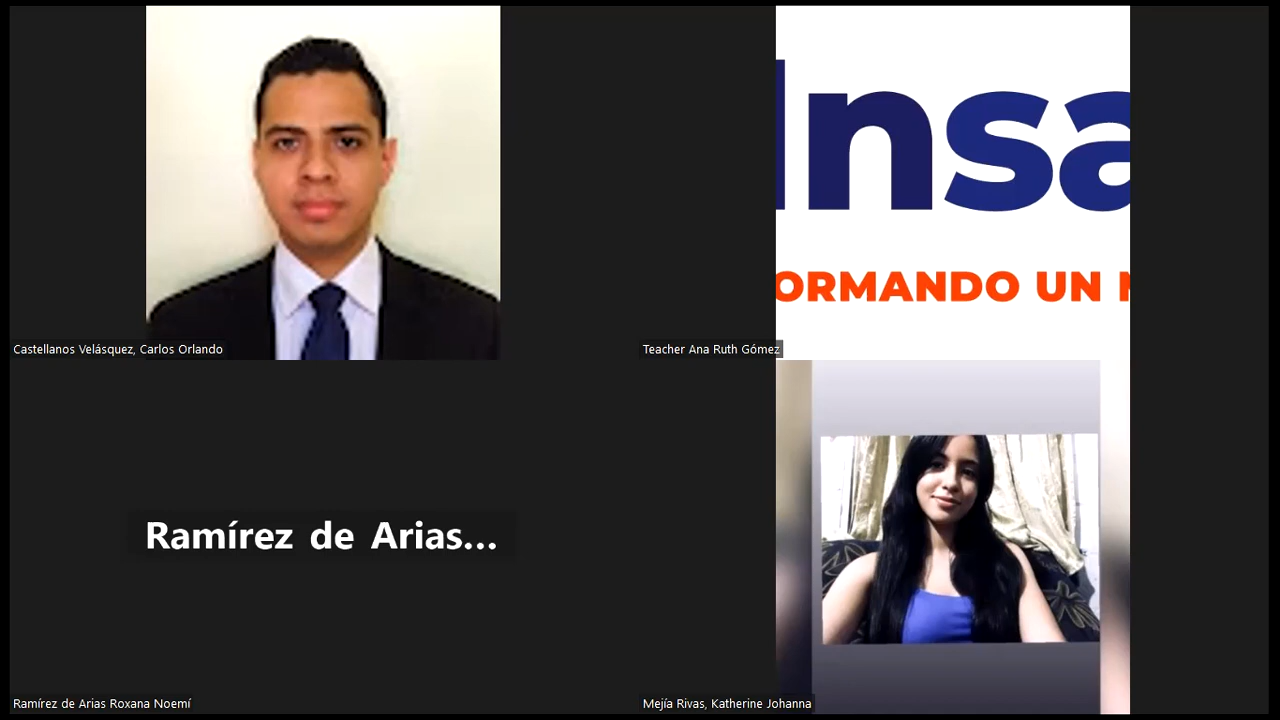 Insa
ORMANDO UN
Castellanos Velásquez, Carlos Orlando
Teacher Ana Ruth Gómez
Ramírez de Arias...
Ramírez de Arias Roxana Noemí
Mejía Rivas, Katherine Johanna